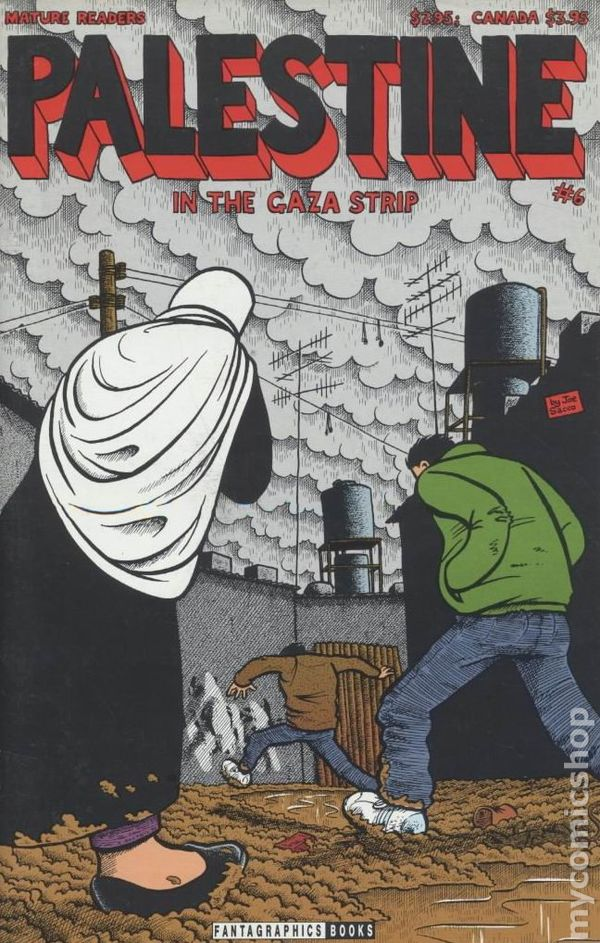 MATURE READERS
$2.95; CANADA $3.95
PALESTINE
IN THE GAZA STRIP
#6
by Joe
Sacco
FANTAGRAPHICS BOOKS
mycomicshop